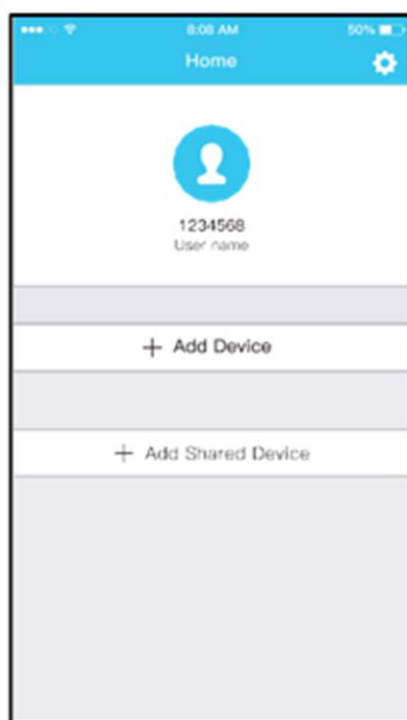 8:08 AM 50%
Home
1234568
User name
+ Add Device
+ Add Shared Device